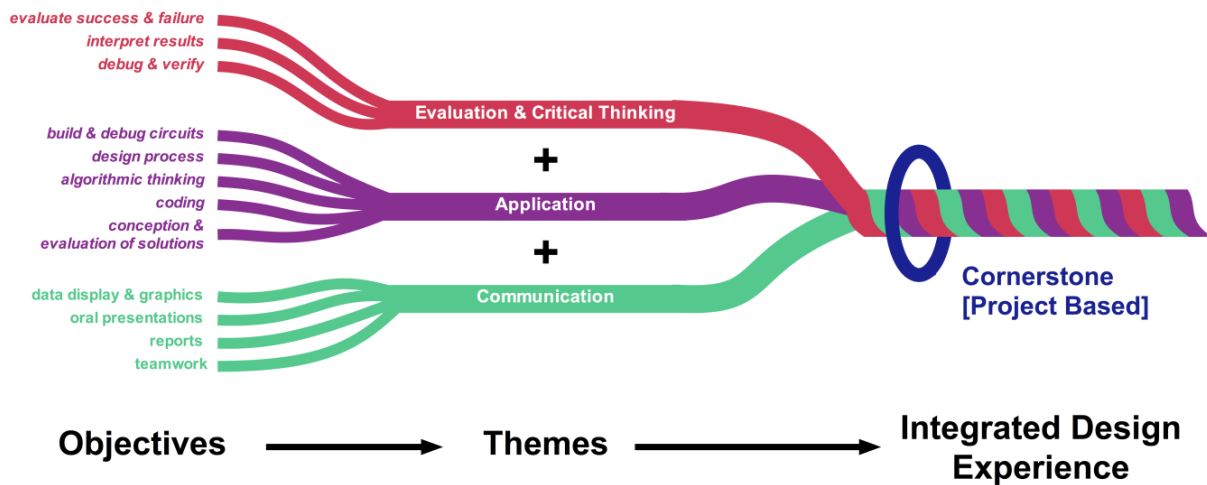 evaluate success & failure
interpret results
debug & verify
Evaluation & Critical Thinking
+
build & debug circuits
design process
algorithmic thinking
coding
conception &
evaluation of solutions
Application
+
data display & graphics
oral presentations
reports
teamwork
Communication
Cornerstone
[Project Based]
Objectives
Themes
Integrated Design
Experience